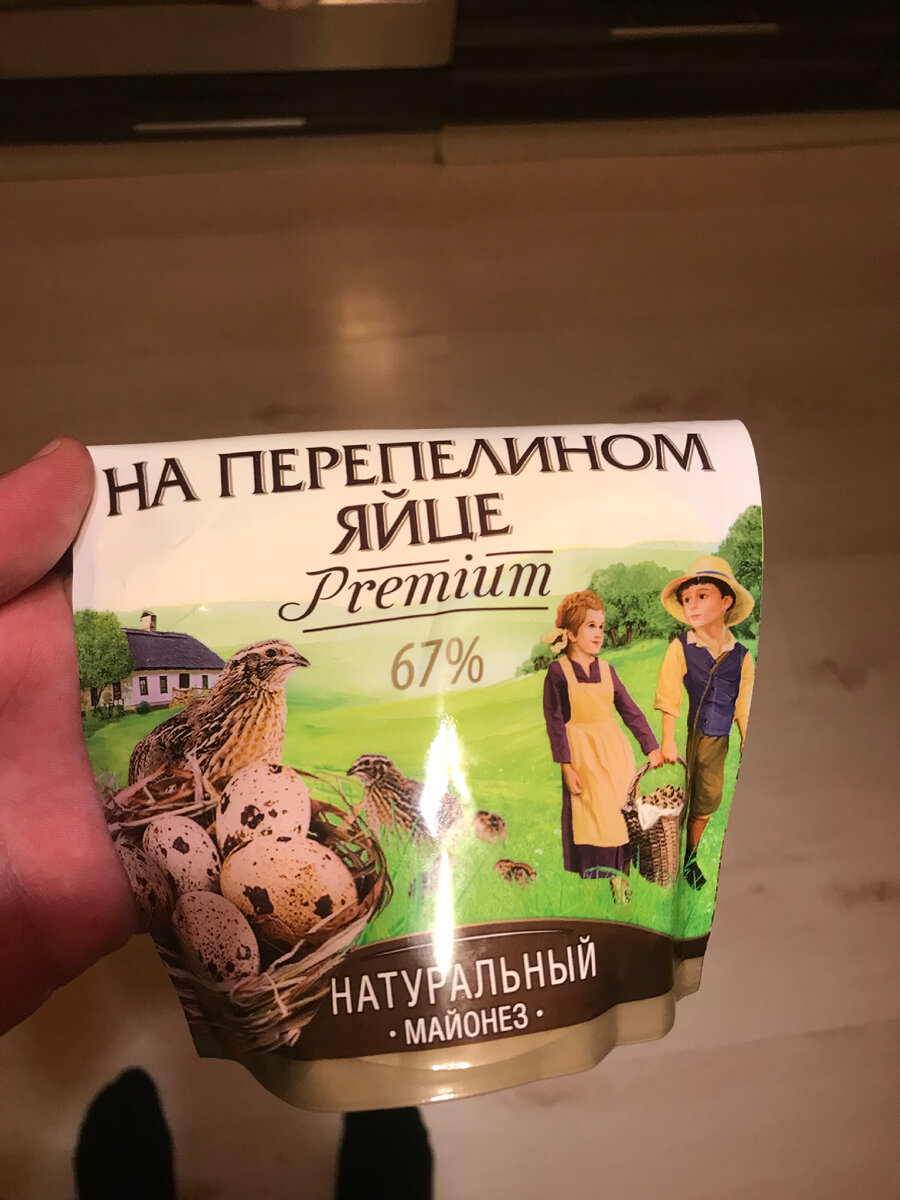 НА ПЕРЕПЕЛИНОМ
ЯЙЦЕ
Premium
67%
НАТУРАЛЬНЫЙ
· МАЙОНЕЗ ·